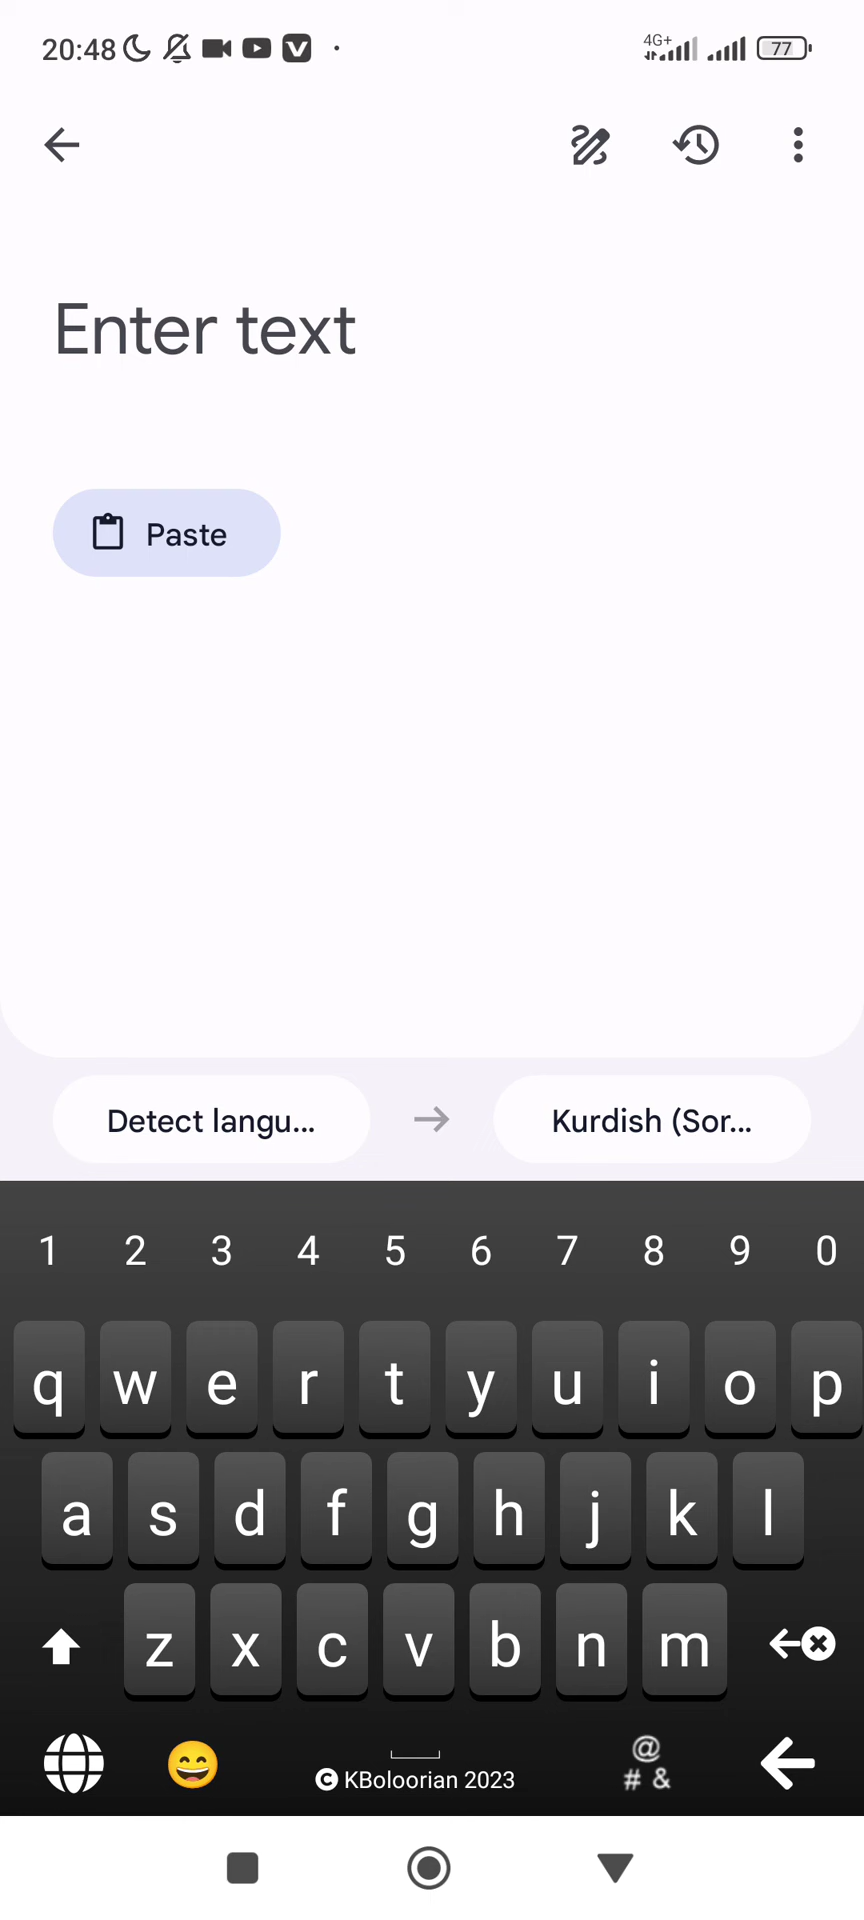 20:48
4G+
77
Enter text
Paste
Detect langu...
Kurdish (Sor...
1 2 3 4 5 6 7 8 9 0
q w e r t y u i o p
a s d f g h j k l
z x c v b n m
@
# &
© KBoloorian 2023